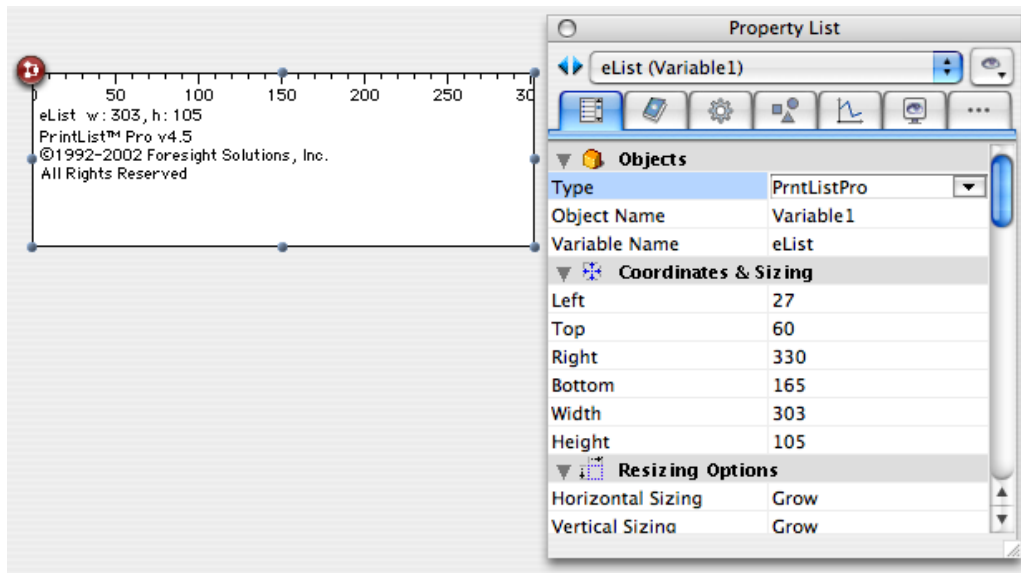 0 50 100 150 200 250 30
eList w: 303, h: 105
PrintList™ Pro v4.5
©1992-2002 Foresight Solutions, Inc.
All Rights Reserved
Property List
eList (Variable1)
Objects
Type PrntListPro
Object Name Variable1
Variable Name eList
Coordinates & Sizing
Left 27
Top 60
Right 330
Bottom 165
Width 303
Height 105
Resizing Options
Horizontal Sizing Grow
Vertical Sizing Grow